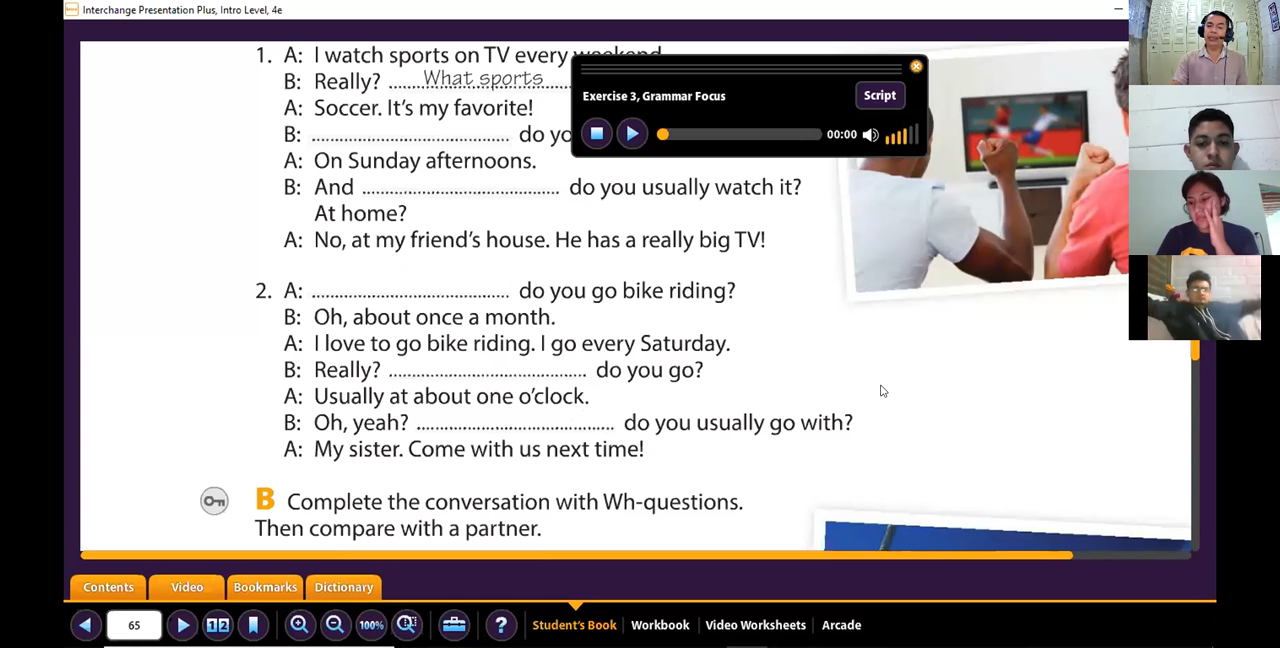 Interchange Presentation Plus, Intro Level, 4e
1. A: I watch sports on TV every weekend.
B: Really? What sports
A: Soccer. It's my favorite!
B: do yo
A: On Sunday afternoons.
B: And do you usually watch it?
At home?
A: No, at my friend's house. He has a really big TV!
Exercise 3, Grammar Focus
Script
00:00
2. A: do you go bike riding?
B: Oh, about once a month.
A: I love to go bike riding. I go every Saturday.
B: Really? do you go?
A: Usually at about one o'clock.
B: Oh, yeah? do you usually go with?
A: My sister. Come with us next time!
B Complete the conversation with Wh-questions.
Then compare with a partner.
Contents Video Bookmarks Dictionary
65 12 100% ? Student's Book Workbook Video Worksheets Arcade